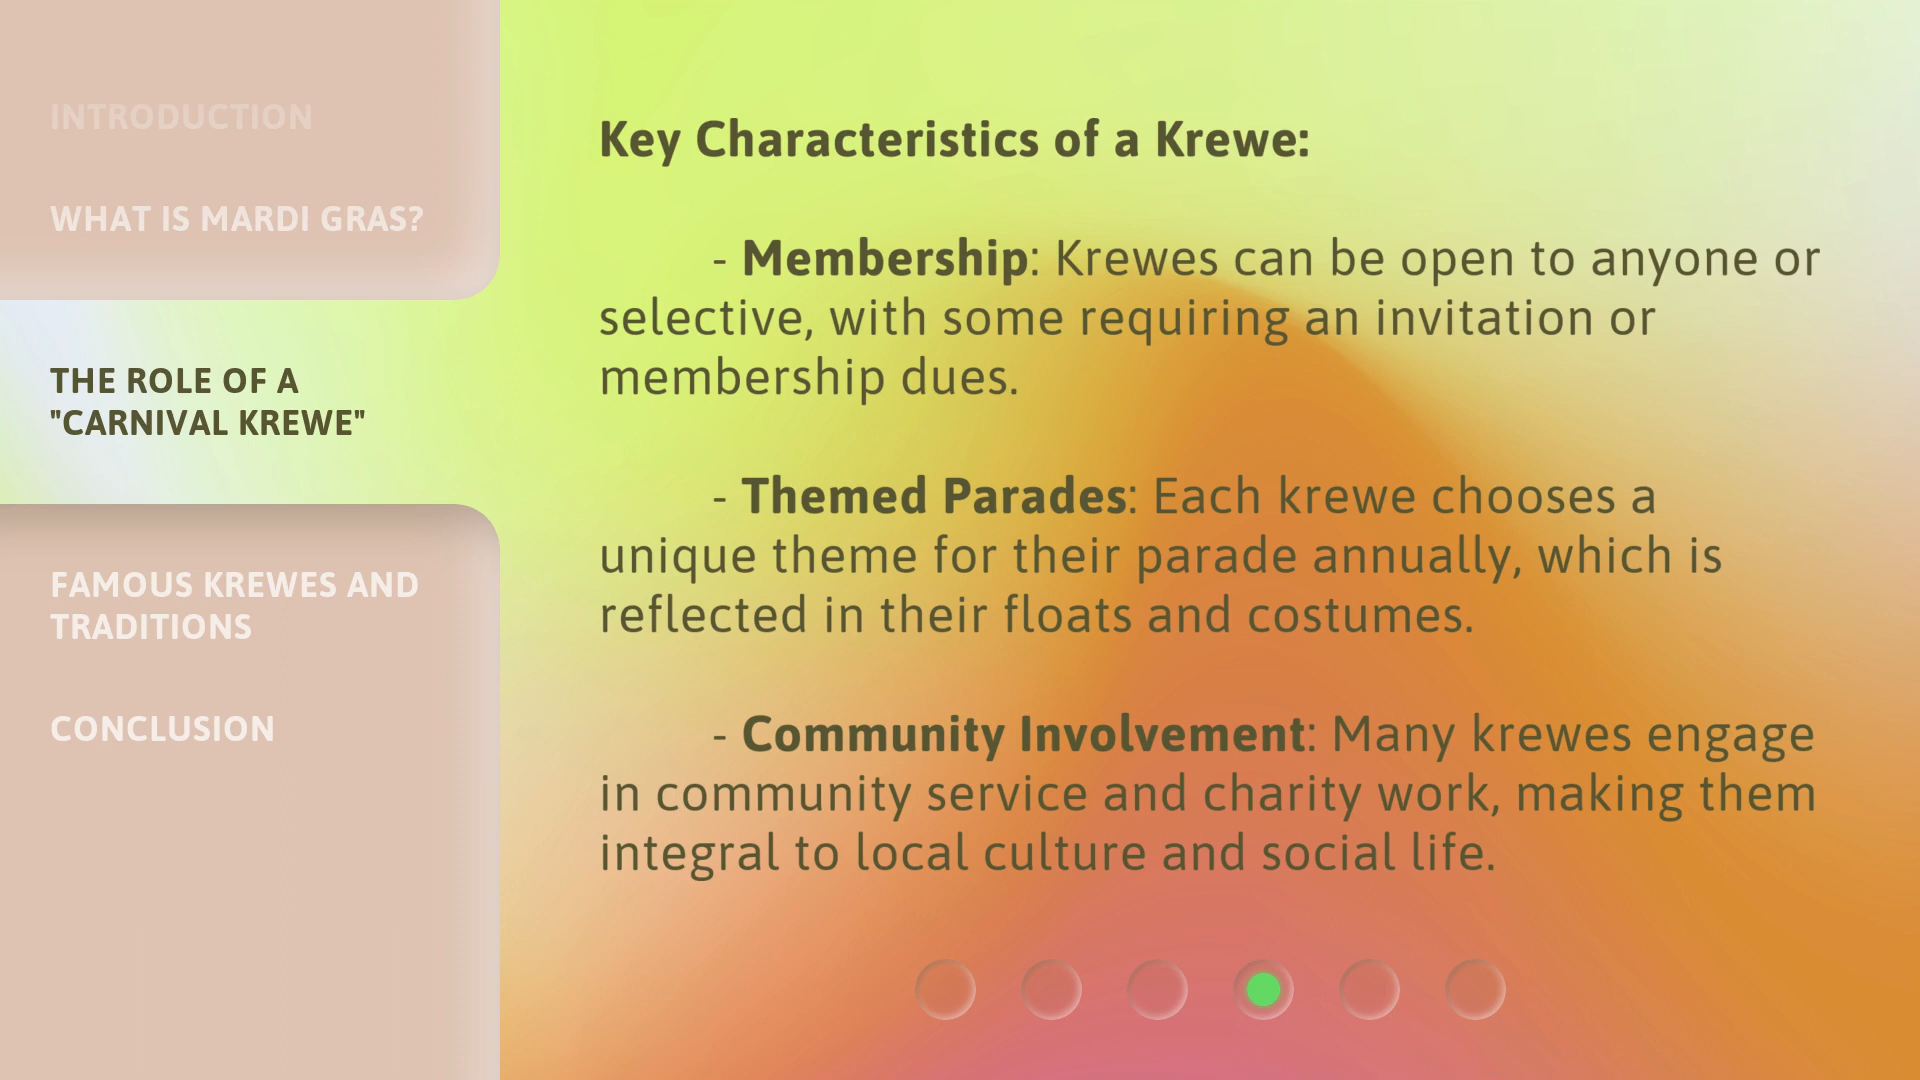 INTRODUCTION
WHAT IS MARDI GRAS?
THE ROLE OF A
"CARNIVAL KREWE"
FAMOUS KREWES AND
TRADITIONS
CONCLUSION
Key Characteristics of a Krewe:
- Membership: Krewes can be open to anyone or
selective, with some requiring an invitation or
membership dues.
- Themed Parades: Each krewe chooses a
unique theme for their parade annually, which is
reflected in their floats and costumes.
- Community Involvement: Many krewes engage
in community service and charity work, making them
integral to local culture and social life.